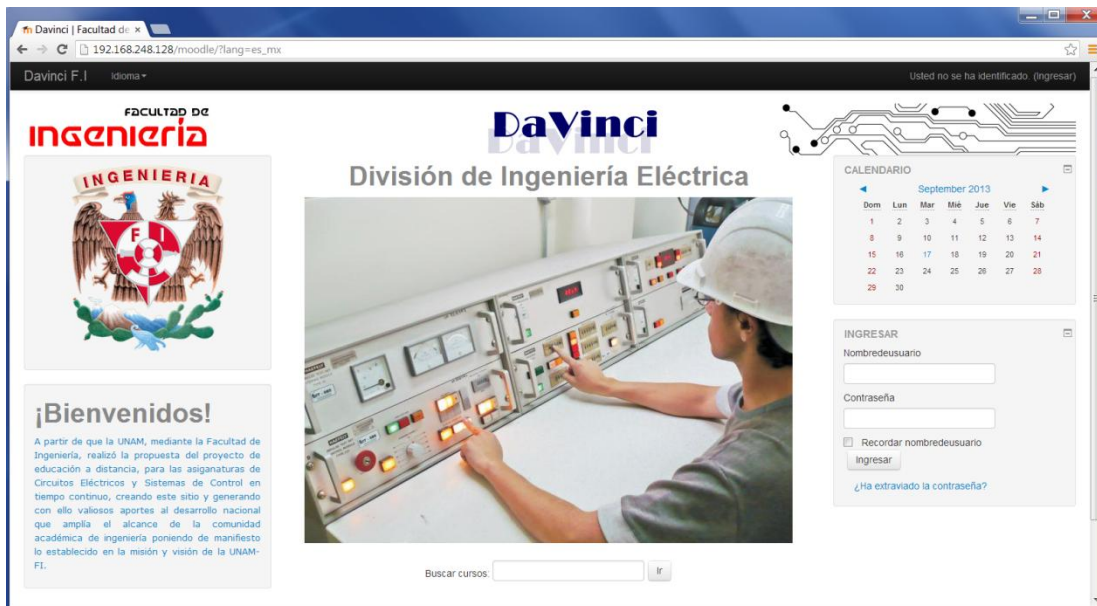 Davinci | Facultad de
192.168.248.128/moodle/?lang=es_mx
Davinci F.I Idioma Usted no se ha identificado. (Ingresar)
FACULTAD DE
INGENIERÍA
DaVinci
División de Ingeniería Eléctrica
INGENIERIA
F I
¡Bienvenidos!
A partir de que la UNAM, mediante la Facultad de
Ingeniería, realizó la propuesta del proyecto de
educación a distancia, para las asiganaturas de
Circuitos Eléctricos y Sistemas de Control en
tiempo continuo, creando este sitio y generando
con ello valiosos aportes al desarrollo nacional
que amplía el alcance de la comunidad
académica de ingeniería poniendo de manifiesto
lo establecido en la misión y visión de la UNAM-
FI.
Buscar cursos: Ir
CALENDARIO
September 2013
Dom Lun Mar Mié Jue Vie Sáb
1 2 3 4 5 6 7
8 9 10 11 12 13 14
15 16 17 18 19 20 21
22 23 24 25 26 27 28
29 30
INGRESAR
Nombredeusuario
Contraseña
Recordar nombredeusuario
Ingresar
¿Ha extraviado la contraseña?